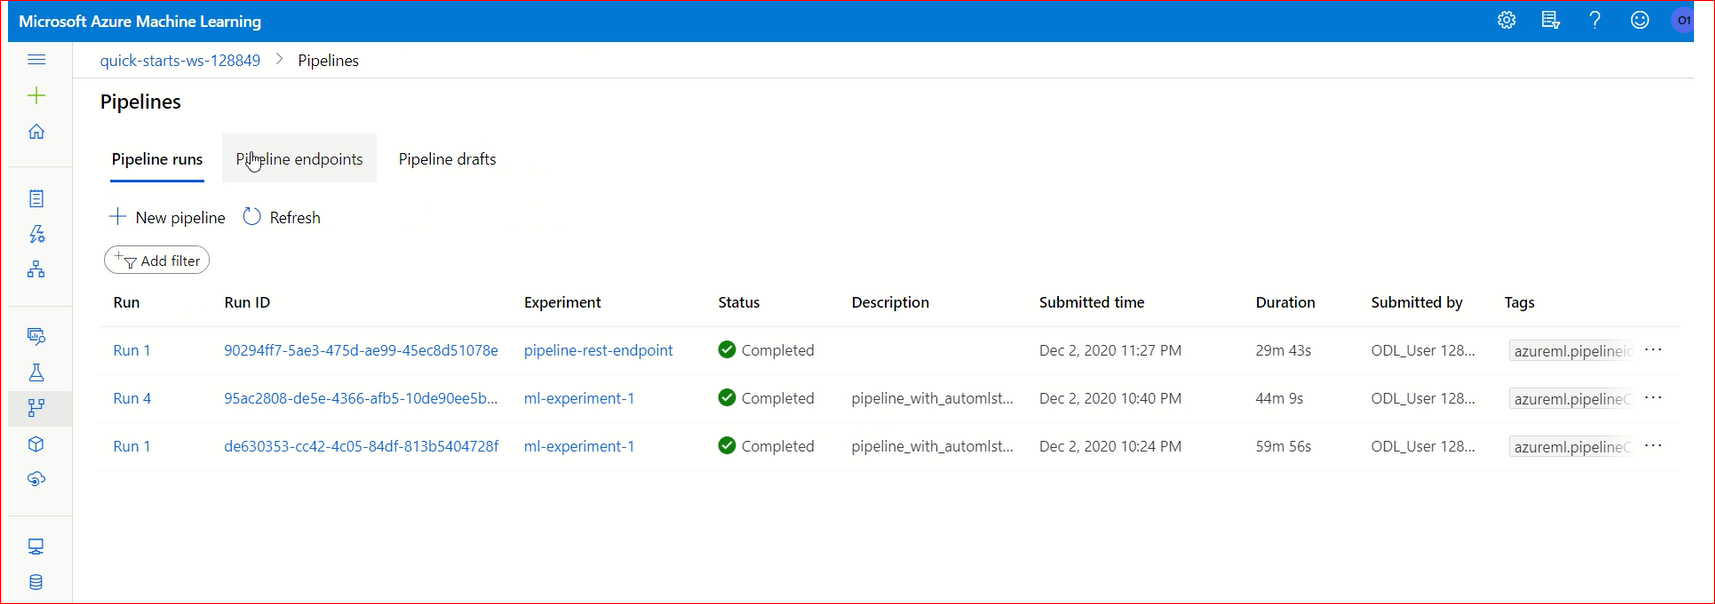 Microsoft Azure Machine Learning
O1
quick-starts-ws-128849 > Pipelines
Pipelines
Pipeline runs Pipeline endpoints Pipeline drafts
New pipeline Refresh
Add filter
Run Run ID Experiment Status Description Submitted time Duration Submitted by Tags
Run 1 90294ff7-5ae3-475d-ae99-45ec8d51078e pipeline-rest-endpoint Completed Dec 2, 2020 11:27 PM 29m 43s ODL_User 128... azureml.pipelineid ...
Run 4 95ac2808-de5e-4366-afb5-10de90ee5b... ml-experiment-1 Completed pipeline_with_automlst... Dec 2, 2020 10:40 PM 44m 9s ODL_User 128... azureml.pipelineC ...
Run 1 de630353-cc42-4c05-84df-813b5404728f ml-experiment-1 Completed pipeline_with_automlst... Dec 2, 2020 10:24 PM 59m 56s ODL_User 128... azureml.pipelineC ...